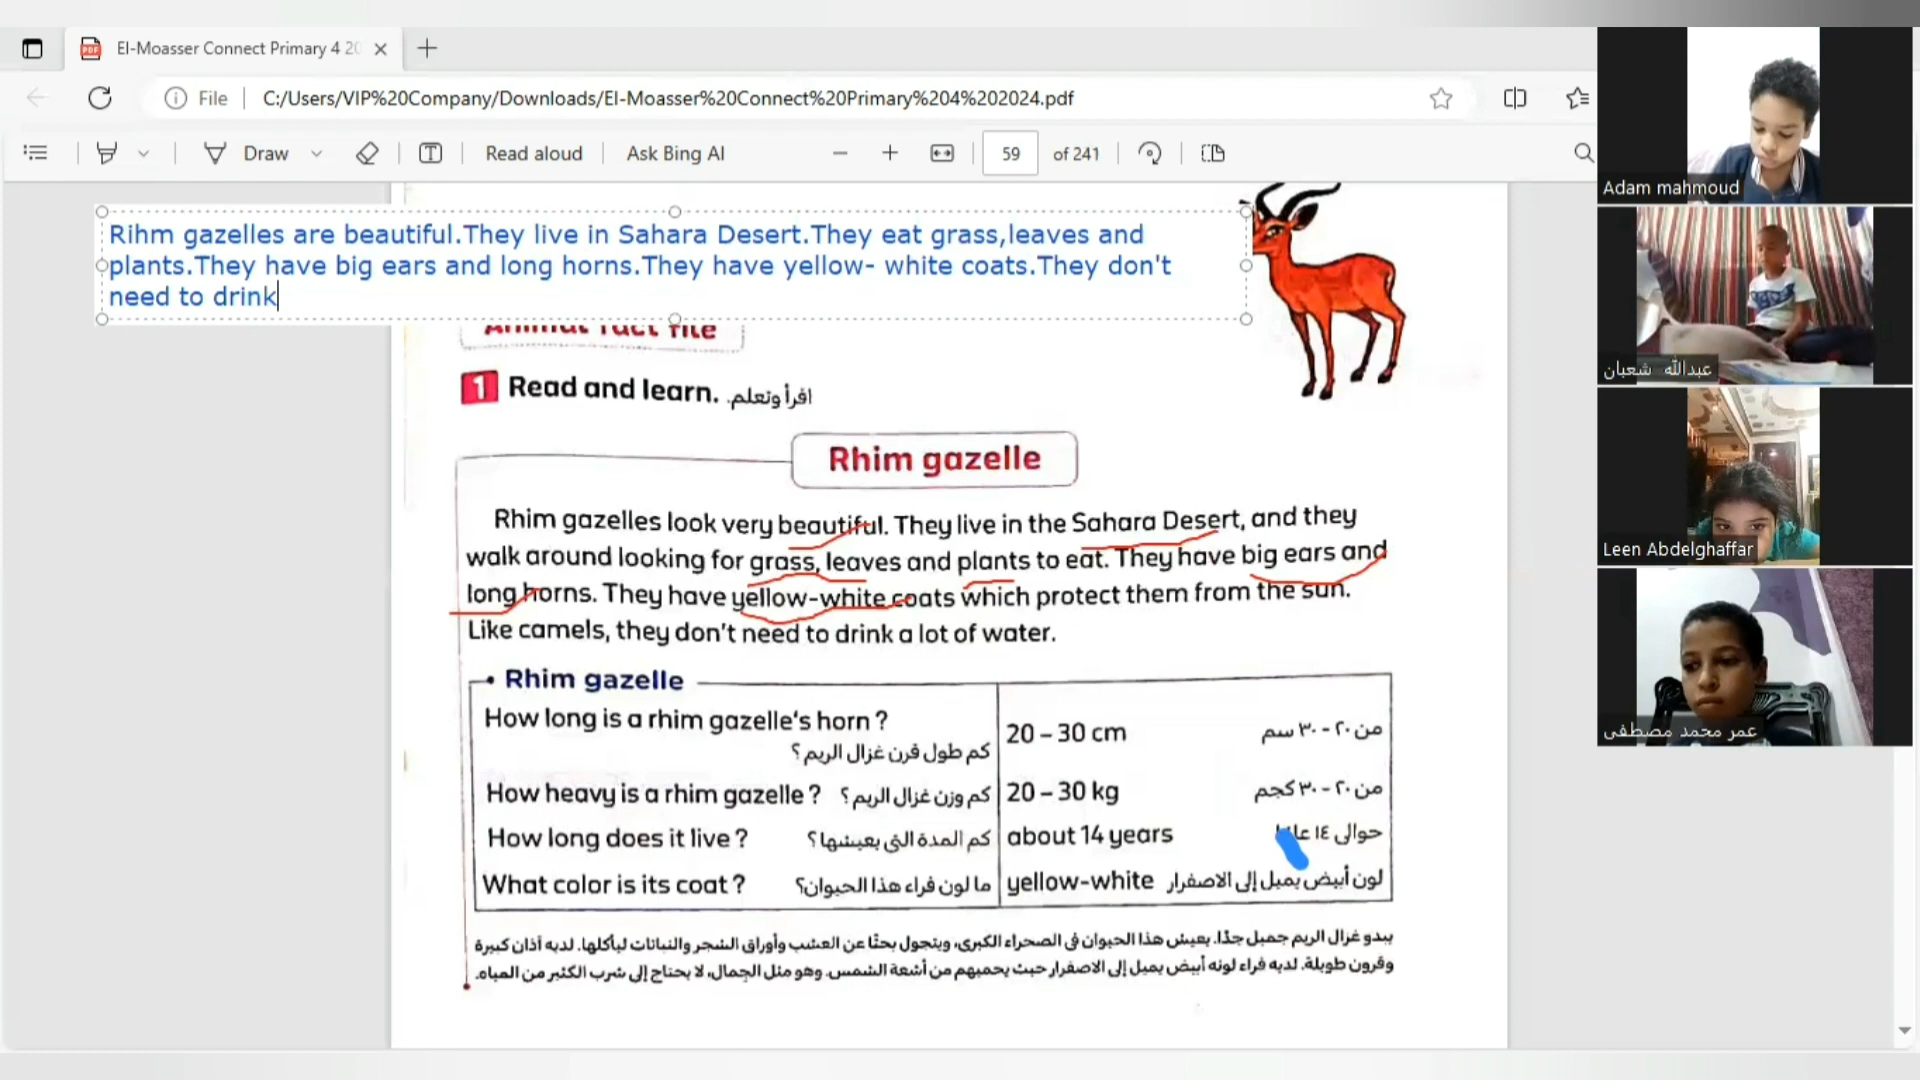 El-Moasser Connect Primary 4 20
File
C:/Users/VIP%20Company/Downloads/El-Moasser%20Connect%20Primary%204%202024.pdf
Draw
Read aloud
Ask Bing AI
59 of 241
Rihm gazelles are beautiful.They live in Sahara Desert.They eat grass,leaves and
plants.They have big ears and long horns.They have yellow- white coats.They don't
need to drink
Animal fact file
1 Read and learn. اقرأ وتعلم.
Rhim gazelle
Rhim gazelles look very beautiful. They live in the Sahara Desert, and they
walk around looking for grass, leaves and plants to eat. They have big ears and
long horns. They have yellow-white coats which protect them from the sun.
Like camels, they don't need to drink a lot of water.
• Rhim gazelle
How long is a rhim gazelle's horn ?
كم طول قرن غزال الريم؟
20 – 30 cm من ٢٠ - ٣٠ سم
How heavy is a rhim gazelle ? كم وزن غزال الريم؟ 20 – 30 kg من ٢٠ - ٣٠ كجم
How long does it live ? كم المدة التى يعيشها؟ about 14 years حوالى ١٤
What color is its coat ? ما لون فراء هذا الحيوان؟ yellow-white لون أبيض يميل إلى الاصفرار
يبدو غزال الريم جميل جدًا. يعيش هذا الحيوان فى الصحراء الكبرى، ويتجول بحثًا عن العشب وأوراق الشجر والنباتات ليأكلها. لديه آذان كبيرة
وقرون طويلة. لديه فراء لونه أبيض يميل إلى الاصفرار حيث يحميهم من أشعة الشمس. وهو مثل الجمال، لا يحتاج إلى شرب الكثير من المياه.
Adam mahmoud
عبدالله شعبان
Leen Abdelghaffar
عمر محمد مصطفى